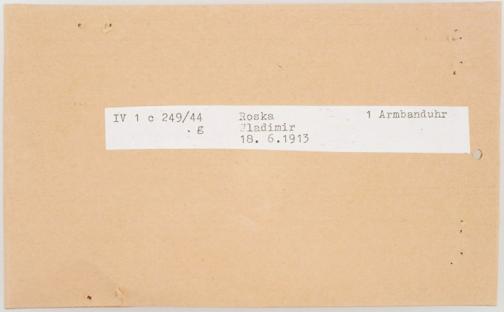 IV 1 c 249/44 Roska 1 Armbanduhr
. g Wladimir
18. 6.1913